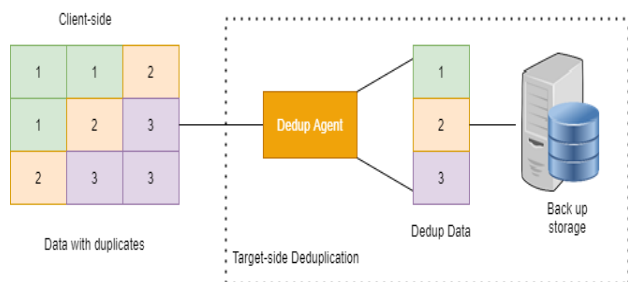 Client-side
1 1 2
1 2 3
2 3 3
Data with duplicates
Dedup Agent
1
2
3
Dedup Data
Back up
storage
Target-side Deduplication